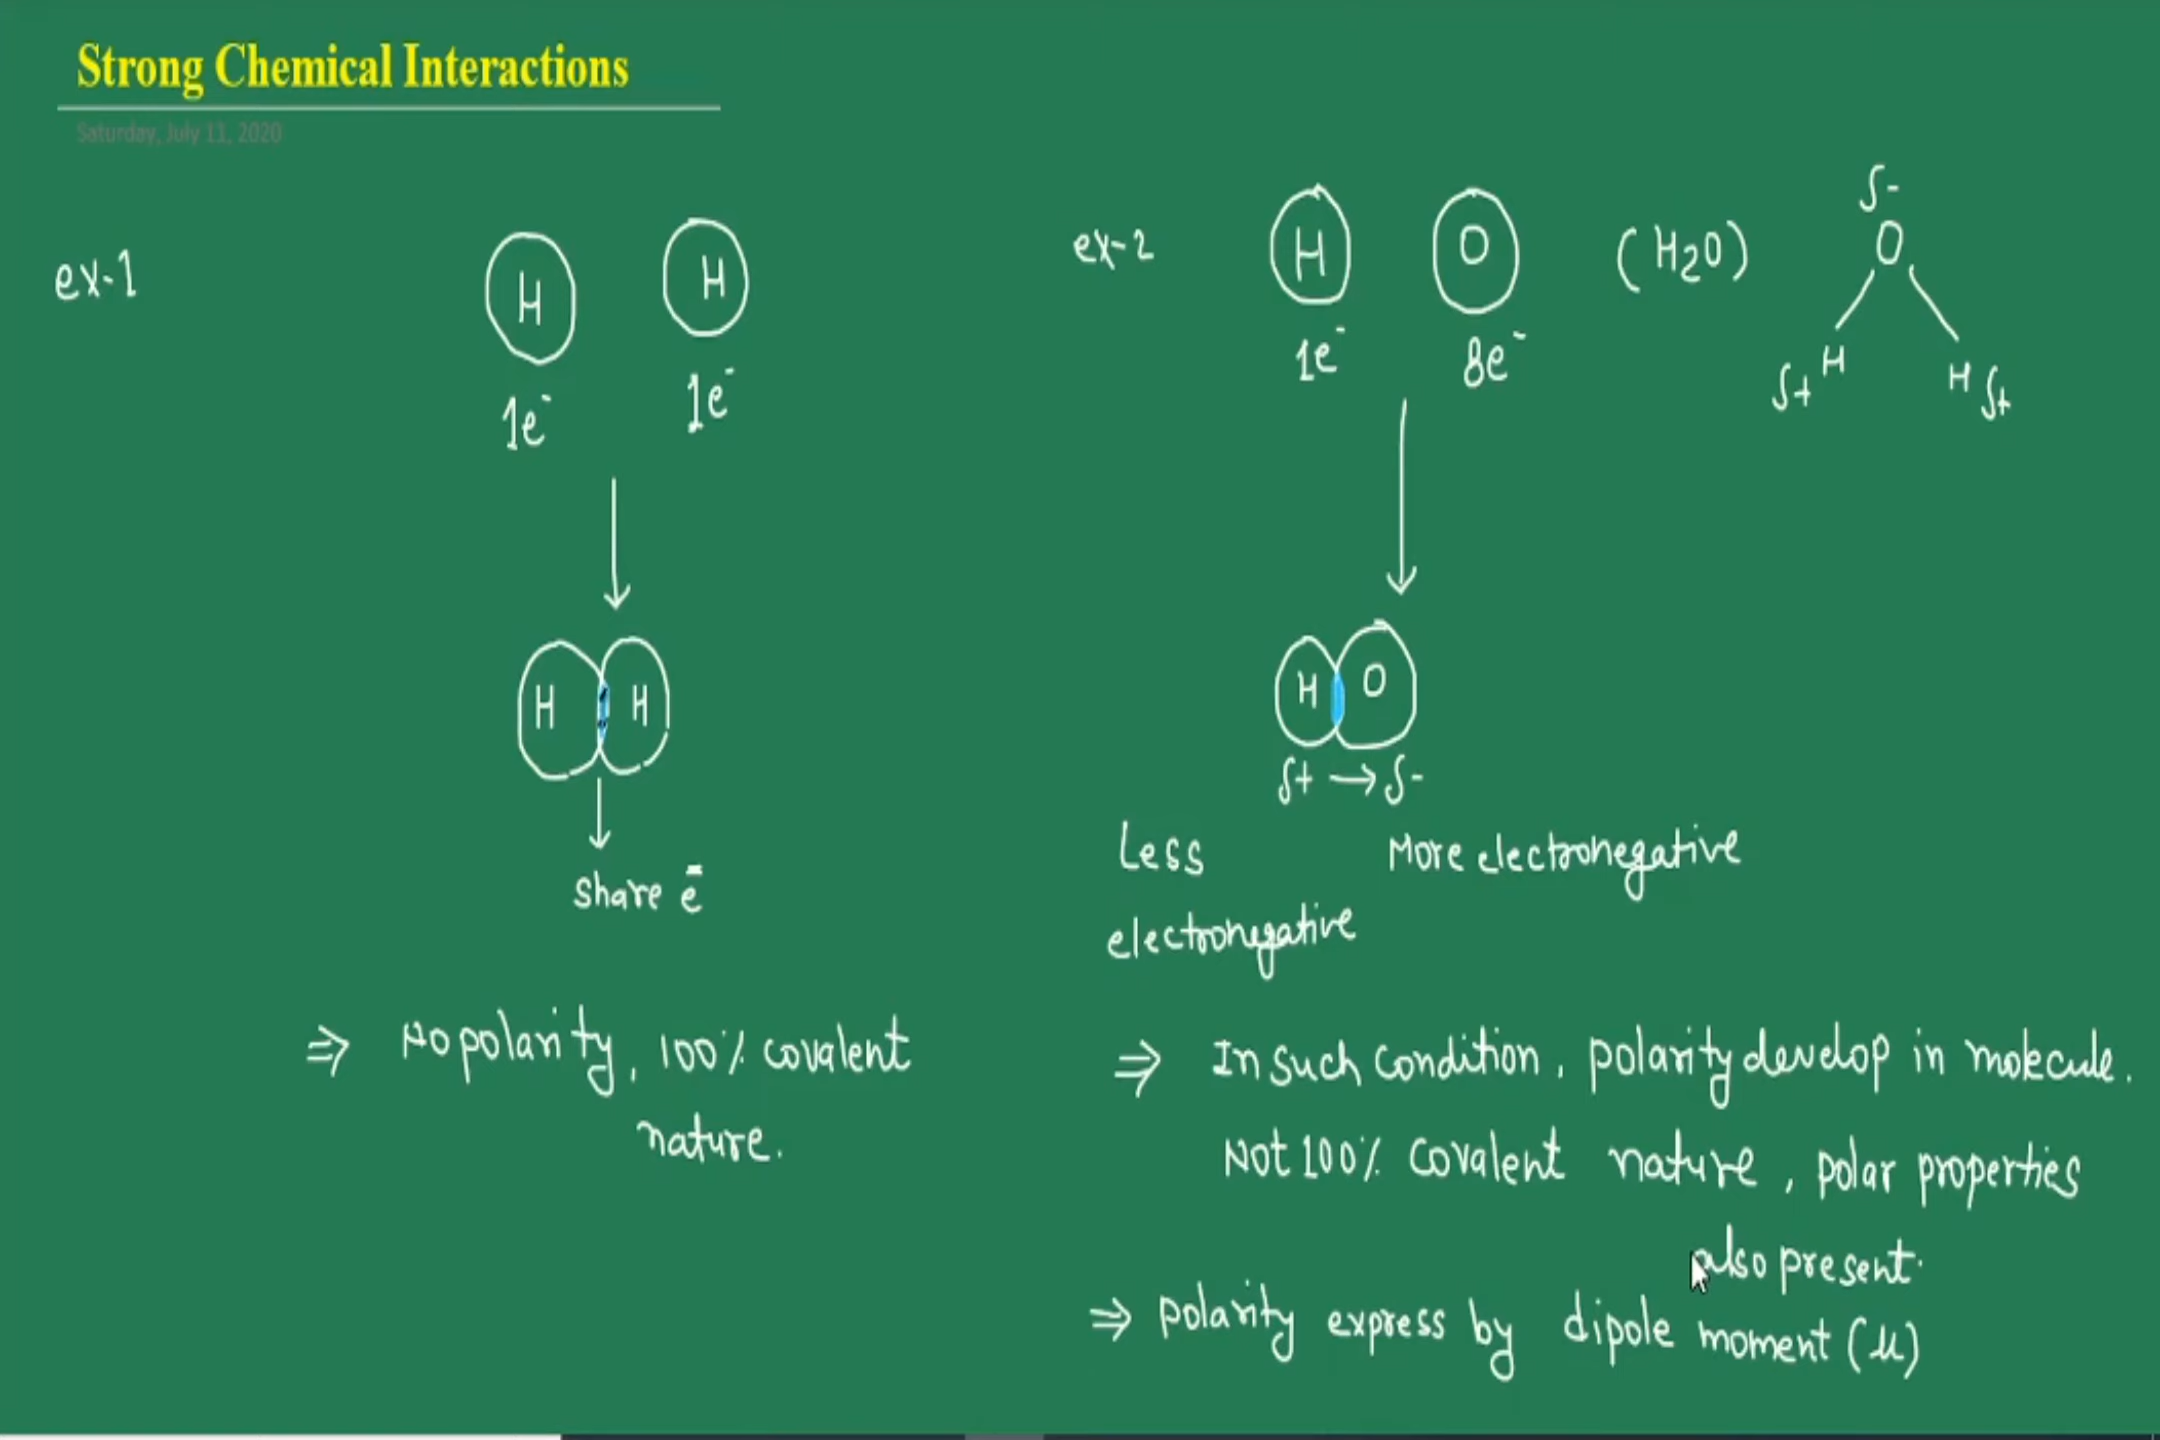 Strong Chemical Interactions
Saturday, July 11, 2020
ex-1
H H
1e⁻ 1e⁻
H H
Share e⁻
⇒ No polarity, 100% covalent
nature.
ex-2 H O (H2O)
1e⁻ 8e⁻
δ-
O
δ+ H H δ+
H O
δ+ → δ-
Less
electronegative
More electronegative
⇒ In such condition, polarity develop in molecule.
Not 100% covalent nature, polar properties
also present.
⇒ polarity express by dipole moment (μ)